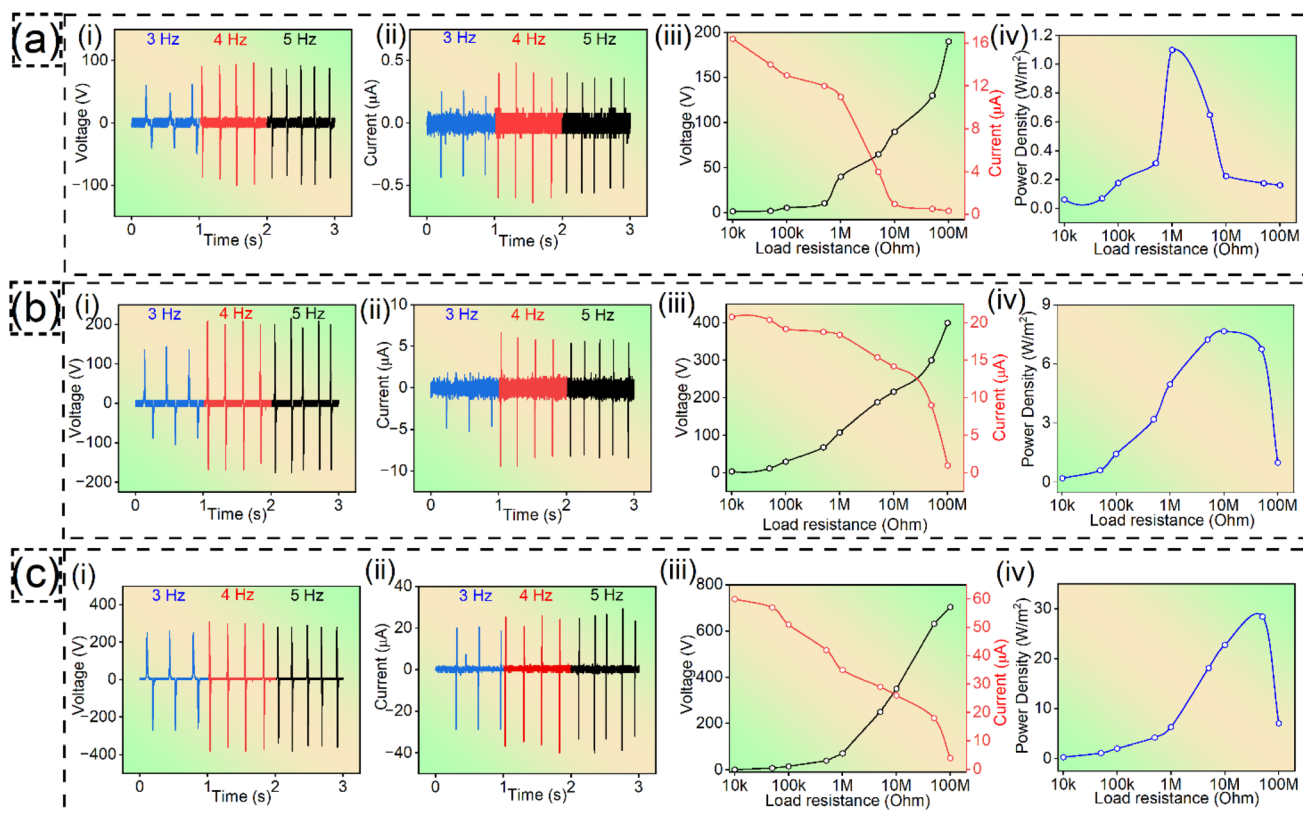 (a)
(i)
3 Hz 4 Hz 5 Hz
100
0
−100
Voltage (V)
0 1 2 3
Time (s)
(ii)
3 Hz 4 Hz 5 Hz
0.5
0.0
−0.5
Current (μA)
0 1 2 3
Time (s)
(iii)
200
150
100
50
0
Voltage (V)
16
12
8
4
0
Current (μA)
10k 100k 1M 10M 100M
Load resistance (Ohm)
(iv)
1.2
1.0
0.8
0.6
0.4
0.2
0.0
Power Density (W/m²)
10k 100k 1M 10M 100M
Load resistance (Ohm)
(b)
(i)
3 Hz 4 Hz 5 Hz
200
100
0
−100
−200
Voltage (V)
0 1 2 3
Time (s)
(ii)
3 Hz 4 Hz 5 Hz
10
5
0
−5
−10
Current (μA)
0 1 2 3
Time (s)
(iii)
400
300
200
100
0
Voltage (V)
20
15
10
5
0
Current (μA)
10k 100k 1M 10M 100M
Load resistance (Ohm)
(iv)
9
6
3
0
Power Density (W/m²)
10k 100k 1M 10M 100M
Load resistance (Ohm)
(c)
(i)
3 Hz 4 Hz 5 Hz
400
200
0
−200
−400
Voltage (V)
0 1 2 3
Time (s)
(ii)
3 Hz 4 Hz 5 Hz
40
20
0
−20
−40
Current (μA)
0 1 2 3
Time (s)
(iii)
800
600
400
200
0
Voltage (V)
60
50
40
30
20
10
0
Current (μA)
10k 100k 1M 10M 100M
Load resistance (Ohm)
(iv)
30
20
10
0
Power Density (W/m²)
10k 100k 1M 10M 100M
Load resistance (Ohm)